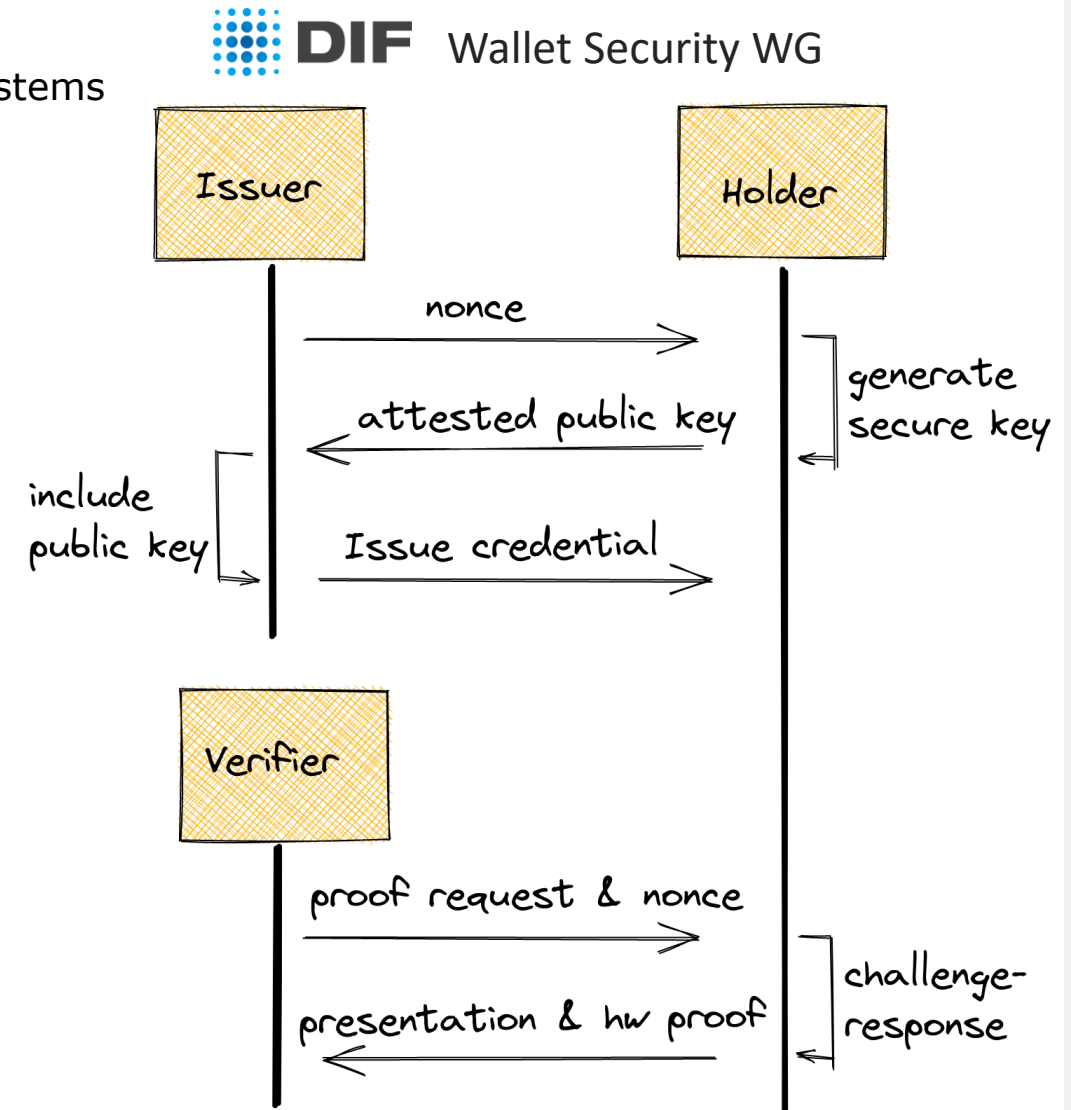 DIF Wallet Security WG
stems
Issuer
Holder
nonce
generate
secure key
attested public key
include
public key
Issue credential
Verifier
proof request & nonce
challenge-
response
presentation & hw proof